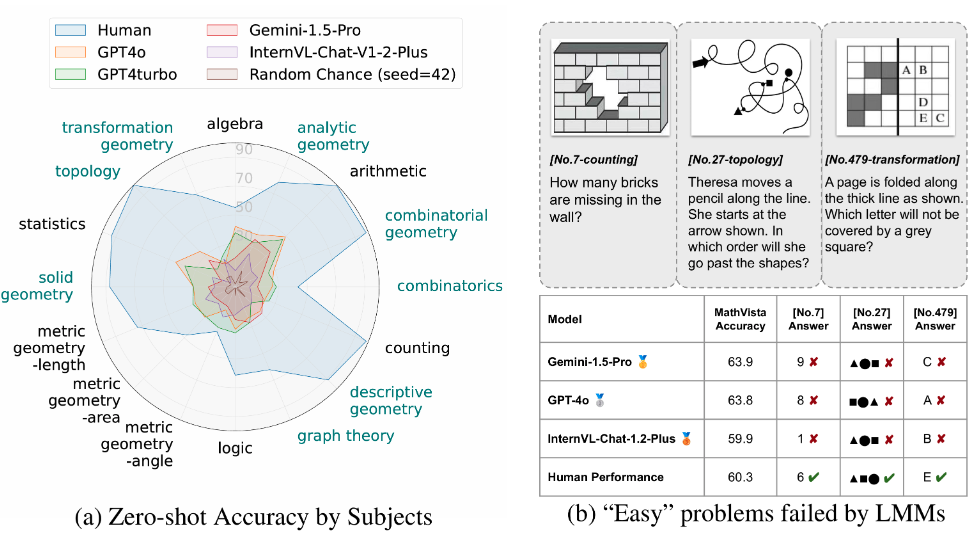 Human
GPT4o
GPT4turbo
Gemini-1.5-Pro
InternVL-Chat-V1-2-Plus
Random Chance (seed=42)
algebra
analytic
geometry
arithmetic
combinatorial
geometry
combinatorics
counting
descriptive
geometry
graph theory
logic
metric
geometry
-angle
metric
geometry
-area
metric
geometry
-length
solid
geometry
statistics
topology
transformation
geometry
90
70
50
30
(a) Zero-shot Accuracy by Subjects
A B
D
E C
[No.7-counting]
How many bricks
are missing in the
wall?
[No.27-topology]
Theresa moves a
pencil along the line.
She starts at the
arrow shown. In
which order will she
go past the shapes?
[No.479-transformation]
A page is folded along
the thick line as shown.
Which letter will not be
covered by a grey
square?
Model MathVista Accuracy [No.7] Answer [No.27] Answer [No.479] Answer
Gemini-1.5-Pro 🥇 63.9 9 ✘ ▲●■ ✘ C ✘
GPT-4o 🥈 63.8 8 ✘ ■●▲ ✘ A ✘
InternVL-Chat-1.2-Plus 🥉 59.9 1 ✘ ▲●■ ✘ B ✘
Human Performance 60.3 6 ✔ ▲■● ✔ E ✔
(b) “Easy” problems failed by LMMs